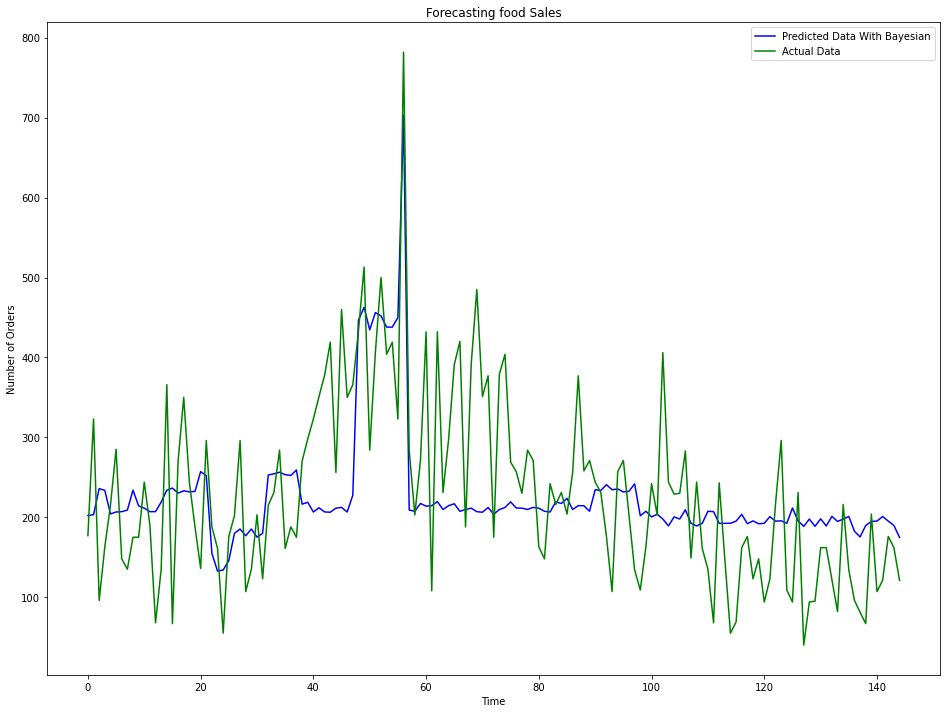 Forecasting food Sales
Predicted Data With Bayesian
Actual Data
800
700
600
500
400
300
200
100
Number of Orders
0 20 40 60 80 100 120 140
Time